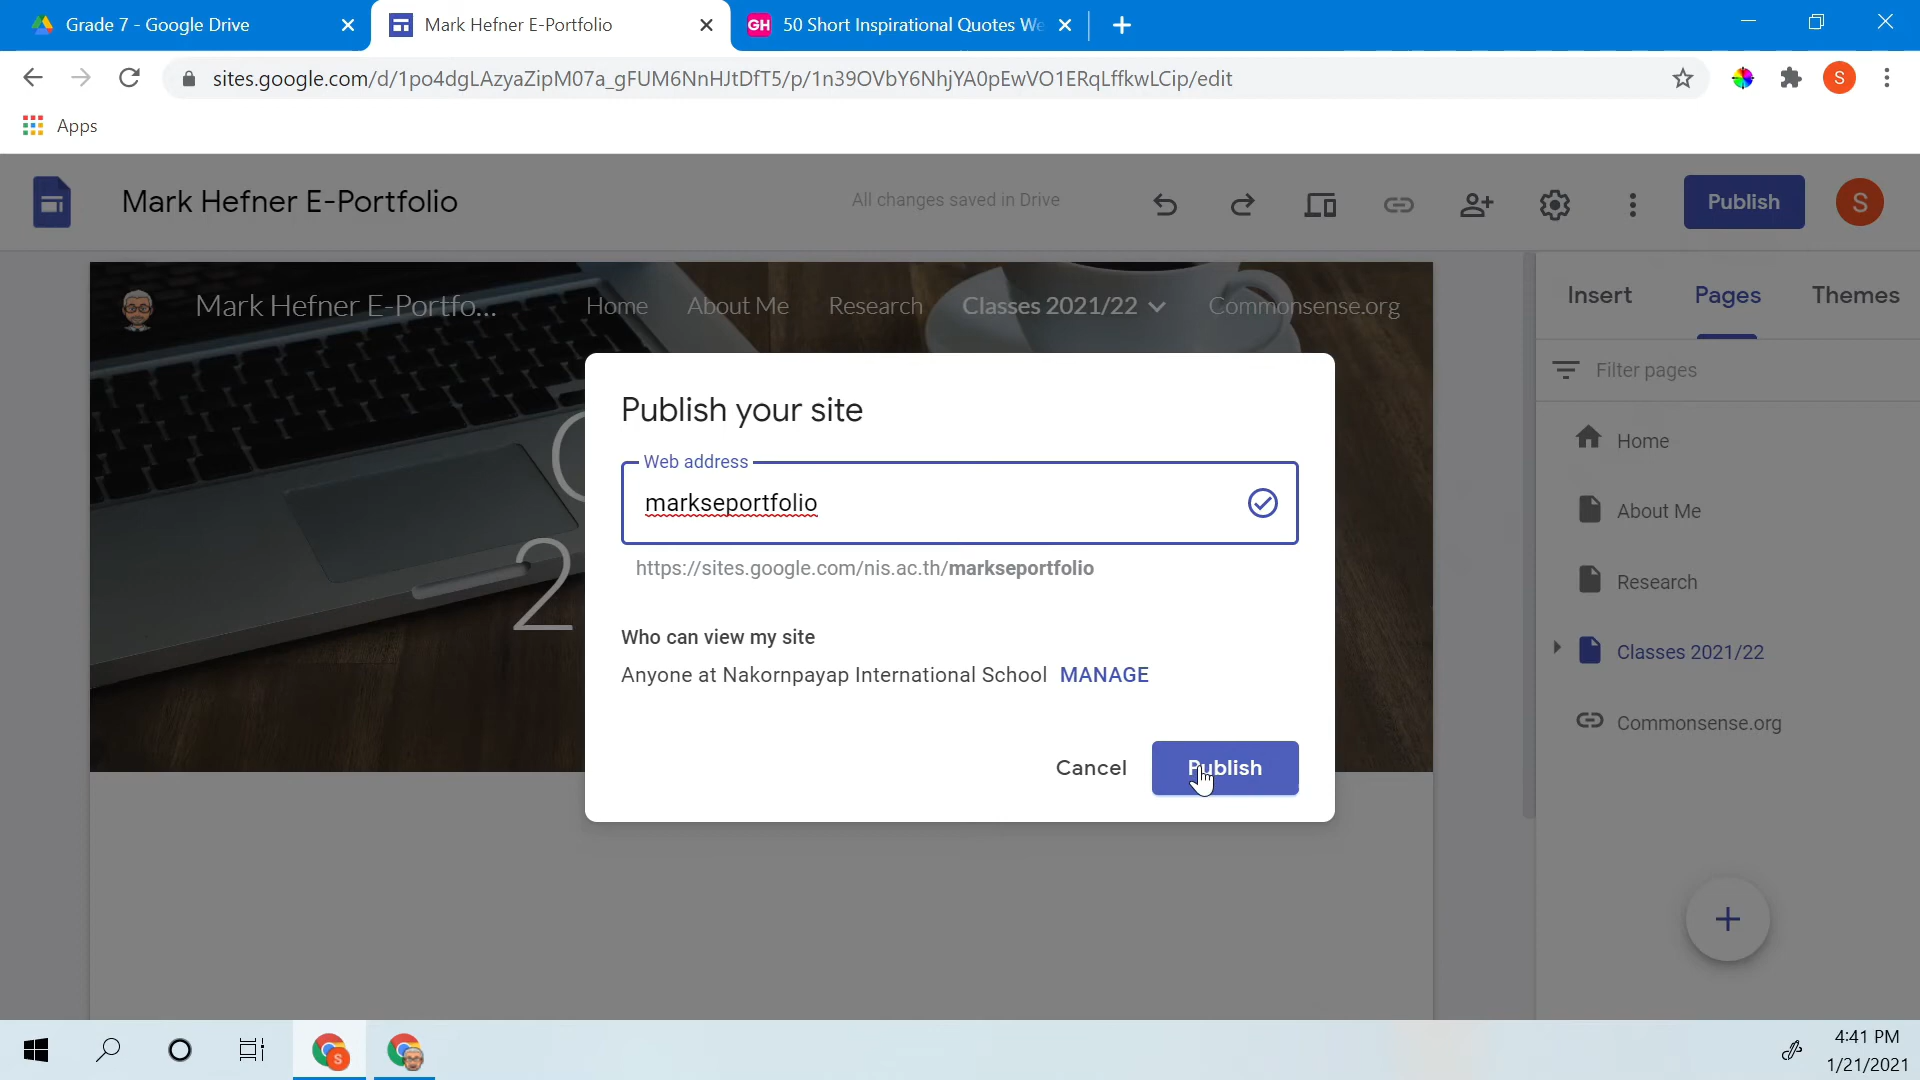 Grade 7 - Google Drive
Mark Hefner E-Portfolio
GH 50 Short Inspirational Quotes We
sites.google.com/d/1po4dgLAzyaZipM07a_gFUM6NnHJtDfT5/p/1n39OVbY6NhjYA0pEwVO1ERqLffkwLCip/edit
S
Apps
Mark Hefner E-Portfolio
All changes saved in Drive
Publish
S
Mark Hefner E-Portfo...
Home
About Me
Research
Classes 2021/22
Commonsense.org
Insert
Pages
Themes
Filter pages
Home
About Me
Research
Classes 2021/22
Commonsense.org
C
2
Publish your site
Web address
markseportfolio
https://sites.google.com/nis.ac.th/markseportfolio
Who can view my site
Anyone at Nakornpayap International School MANAGE
Cancel
Publish
S
4:41 PM
1/21/2021